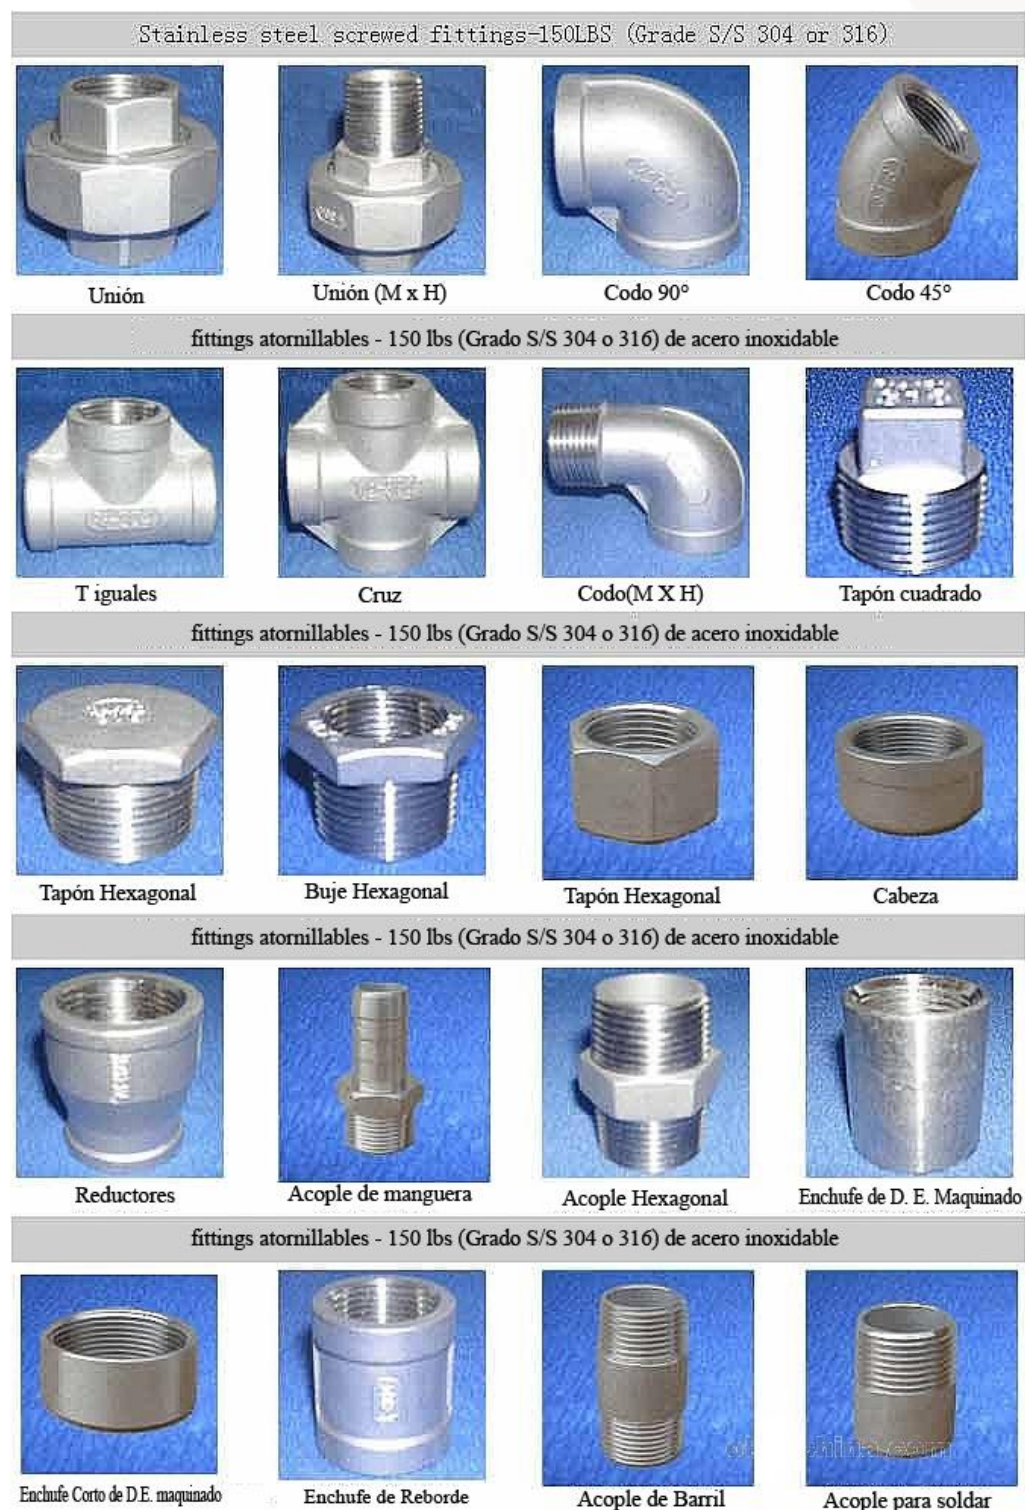 Stainless steel screwed fittings-150LBS (Grade S/S 304 or 316)
Unión
Unión (M x H)
Codo 90°
Codo 45°
fittings atornillables - 150 lbs (Grado S/S 304 o 316) de acero inoxidable
T iguales
Cruz
Codo(M X H)
Tapón cuadrado
fittings atornillables - 150 lbs (Grado S/S 304 o 316) de acero inoxidable
Tapón Hexagonal
Buje Hexagonal
Tapón Hexagonal
Cabeza
fittings atornillables - 150 lbs (Grado S/S 304 o 316) de acero inoxidable
Reductores
Acople de manguera
Acople Hexagonal
Enchufe de D. E. Maquinado
fittings atornillables - 150 lbs (Grado S/S 304 o 316) de acero inoxidable
Enchufe Corto de D.E. maquinado
Enchufe de Reborde
Acople de Barril
Acople para soldar